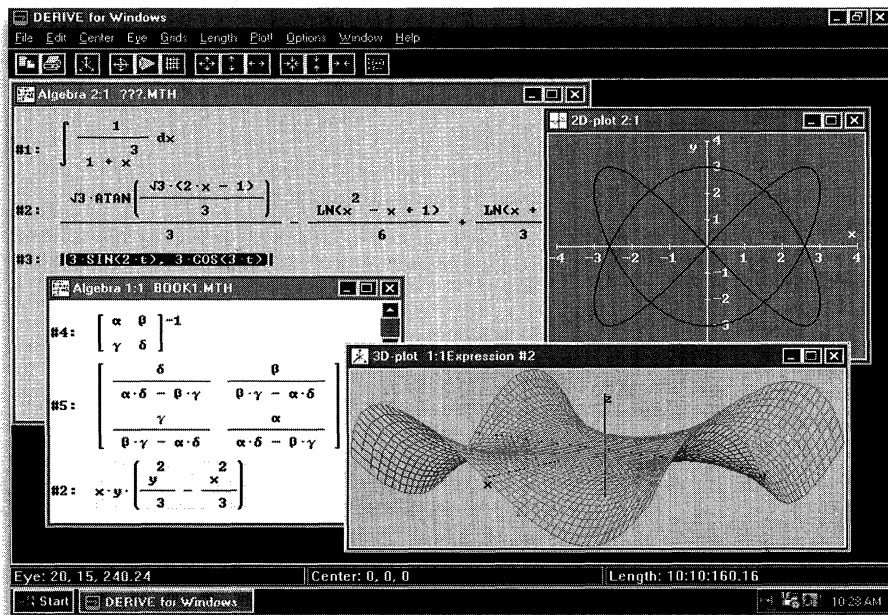 DERIVE for Windows
File Edit Center Eye Grids Length Plot! Options Window Help
Algebra 2:1 ???.MTH
#1: ∫ 1 / (1 + x^3) dx
#2: √3·ATAN(√3·(2·x - 1) / 3) / 3 - LN(x^2 - x + 1) / 6 + LN(x + / 3
#3: [3·SIN(2·t), 3·COS(3·t)]
2D-plot 2:1
y 4
3
2
1
x
-4 -3 -2 -1 1 2 3 4
-1
-2
-3
Algebra 1:1 BOOK1.MTH
#4: [α β; γ δ]^-1
#5: [δ / (α·δ - β·γ) β / (β·γ - α·δ); γ / (β·γ - α·δ) α / (α·δ - β·γ)]
#2: x·y·(y^2 / 3 - x^2 / 3)
3D-plot 1:1 Expression #2
z
x
y
Eye: 20, 15, 240.24 Center: 0, 0, 0 Length: 10:10:160.16
Start DERIVE for Windows 10:29 AM